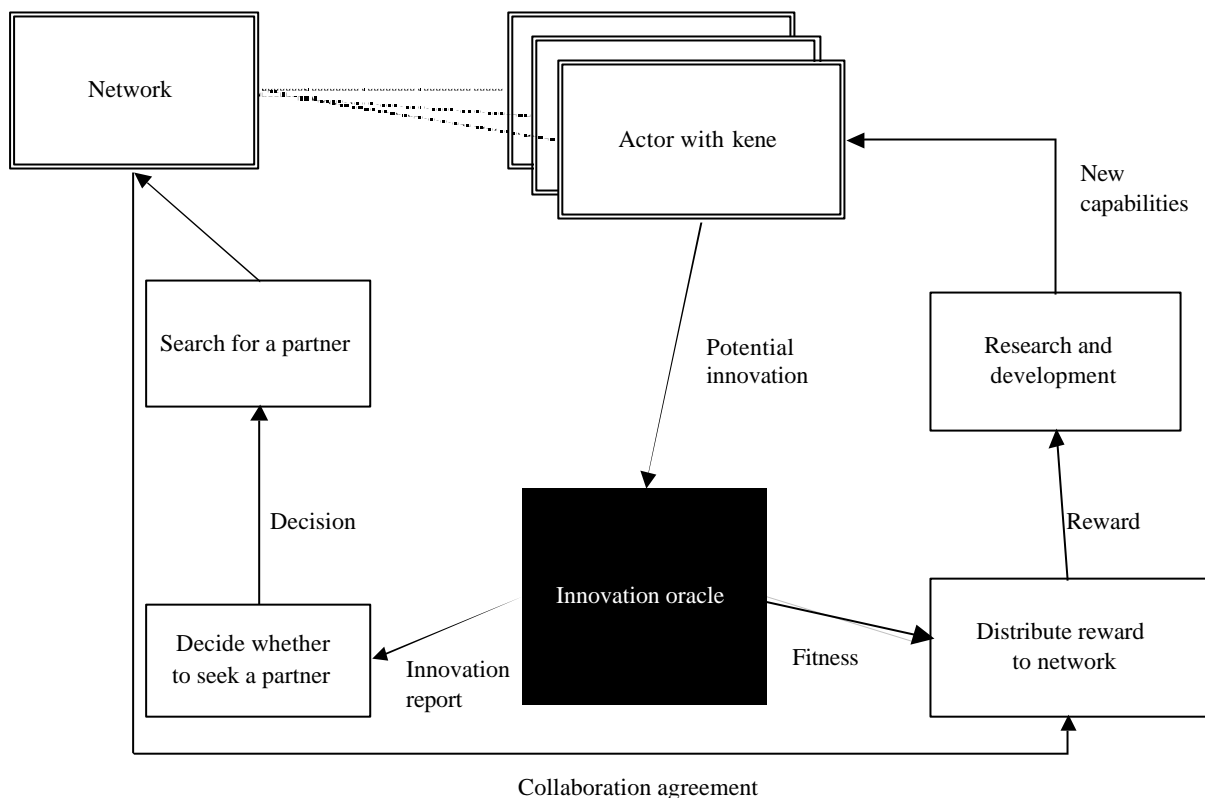 Network
Actor with kene
New
capabilities
Search for a partner
Potential
innovation
Research and
development
Decision
Reward
Innovation oracle
Decide whether
to seek a partner
Innovation
report
Fitness
Distribute reward
to network
Collaboration agreement